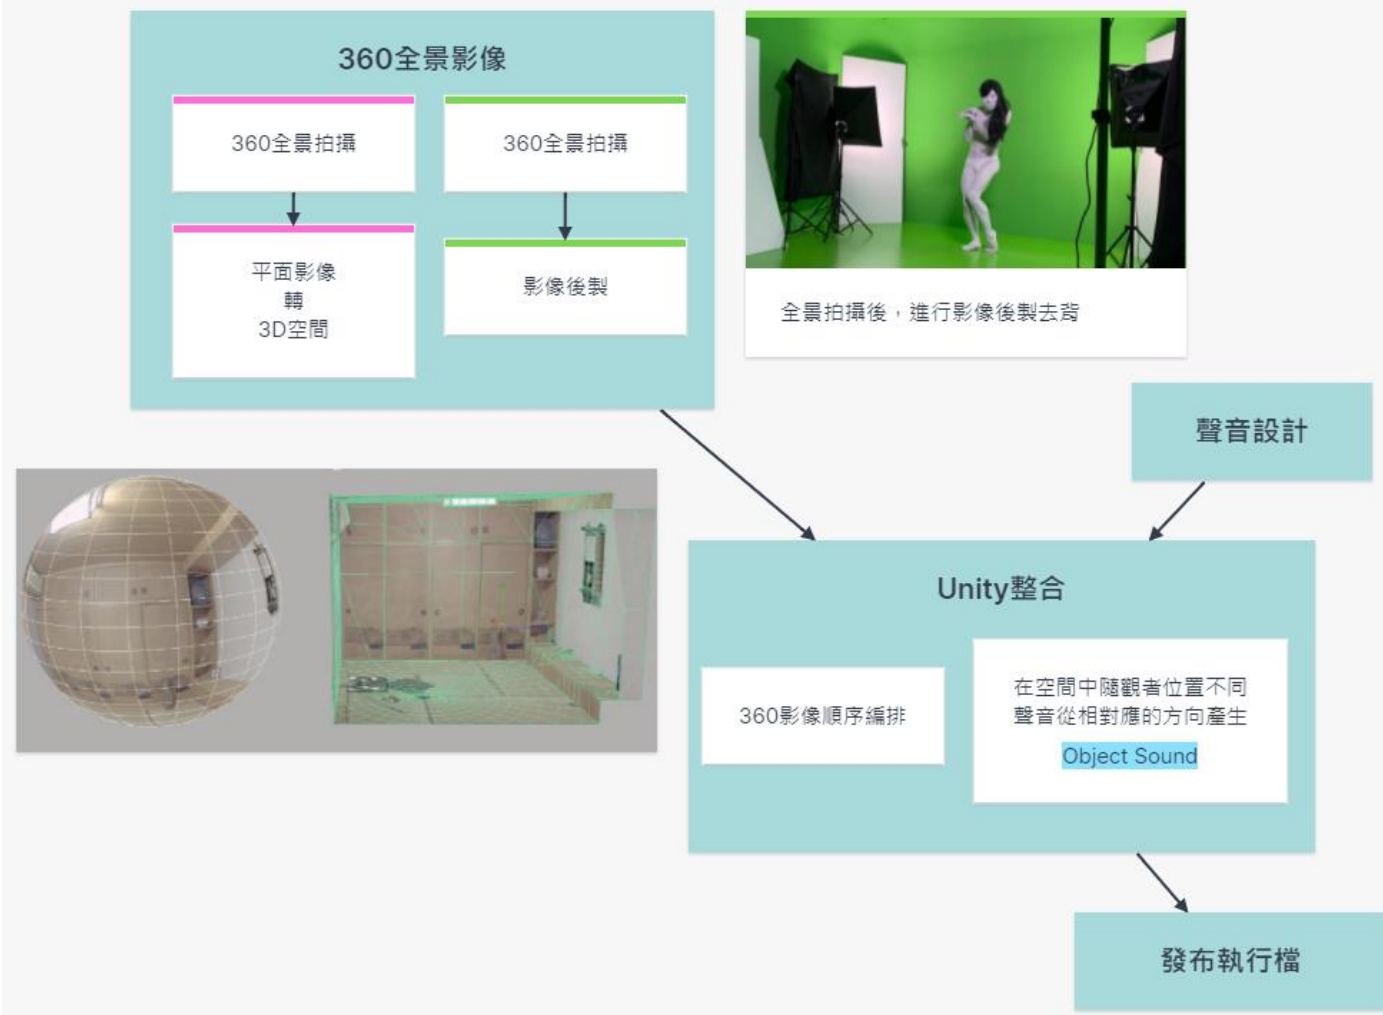 360全景影像
360全景拍攝
360全景拍攝
平面影像
轉
3D空間
影像後製
全景拍攝後，進行影像後製去背
聲音設計
Unity整合
360影像順序編排
在空間中隨觀者位置不同
聲音從相對應的方向產生
Object Sound
發布執行檔